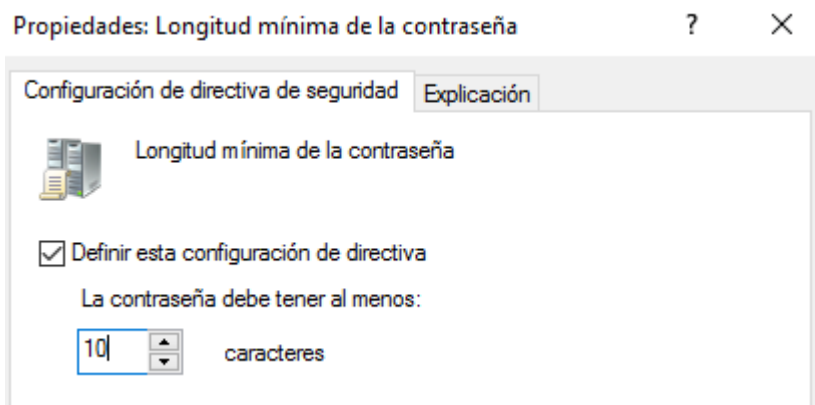 Propiedades: Longitud mínima de la contraseña ?
Configuración de directiva de seguridad Explicación
Longitud mínima de la contraseña
Definir esta configuración de directiva
La contraseña debe tener al menos:
10 caracteres